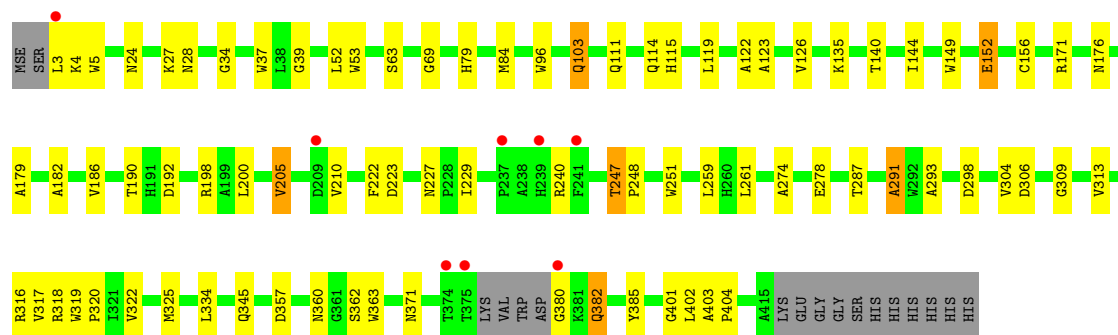 MSE SER L3 K4 W5 N24 K27 N28 G34 W37 L38 G39 L52 W53 S63 G69 H79 M84 W96 Q103 Q111 Q114 H115 L119 A122 A123 V126 K135 T140 I144 W149 E152 C156 R171 N176
A179 A182 V186 T190 H191 D192 R198 A199 L200 V205 D209 V210 F222 D223 N227 P228 I229 P237 A238 H239 R240 F241 T247 P248 W251 L259 H260 L261 A274 E278 T287 A291 W292 A293 D298 V304 D306 G309 V313
R316 V317 R318 W319 P320 I321 V322 M325 L334 Q345 D357 N360 G361 S362 W363 N371 T374 T375 LYS VAL TRP ASP G380 K381 Q382 Y385 G401 L402 A403 P404 A415 LYS GLU GLY GLY SER HIS HIS HIS HIS HIS HIS